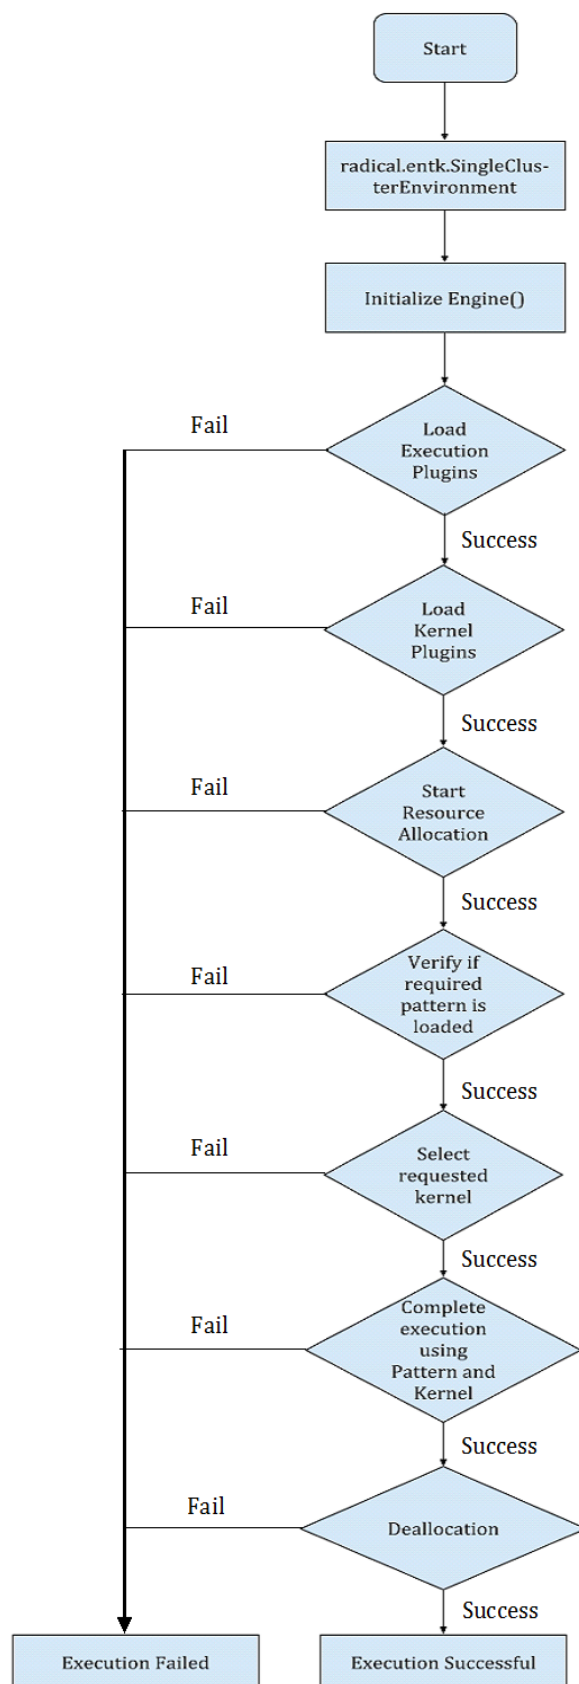 Start
radical.entk.SingleClus-
terEnvironment
Initialize Engine()
Fail
Load
Execution
Plugins
Success
Fail
Load
Kernel
Plugins
Success
Fail
Start
Resource
Allocation
Success
Fail
Verify if
required
pattern is
loaded
Success
Fail
Select
requested
kernel
Success
Fail
Complete
execution
using
Pattern and
Kernel
Success
Fail
Deallocation
Success
Execution Failed
Execution Successful